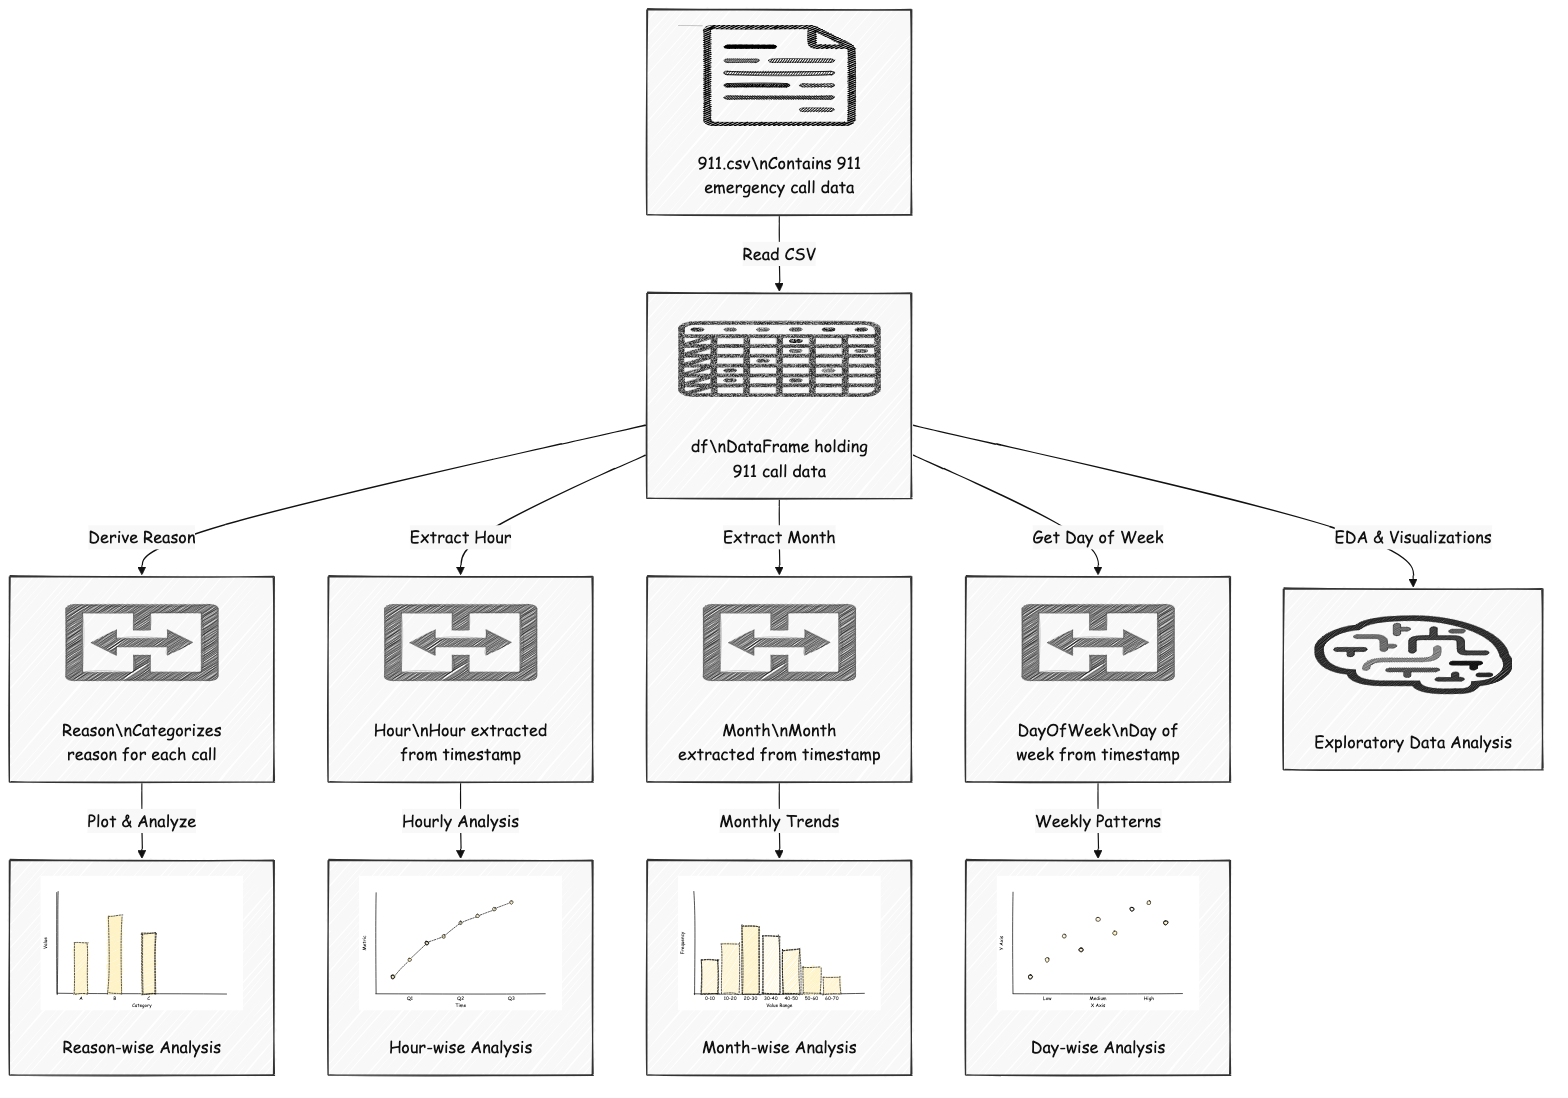 911.csv\nContains 911
emergency call data
Read CSV
df\nDataFrame holding
911 call data
Derive Reason
Extract Hour
Extract Month
Get Day of Week
EDA & Visualizations
Reason\nCategorizes
reason for each call
Hour\nHour extracted
from timestamp
Month\nMonth
extracted from timestamp
DayOfWeek\nDay of
week from timestamp
Exploratory Data Analysis
Plot & Analyze
Hourly Analysis
Monthly Trends
Weekly Patterns
Value
A B C
Category
Reason-wise Analysis
Metric
Q1 Q2 Q3
Time
Hour-wise Analysis
Frequency
0-10 10-20 20-30 30-40 40-50 50-60 60-70
Value Range
Month-wise Analysis
Y Axis
Low Medium High
X Axis
Day-wise Analysis